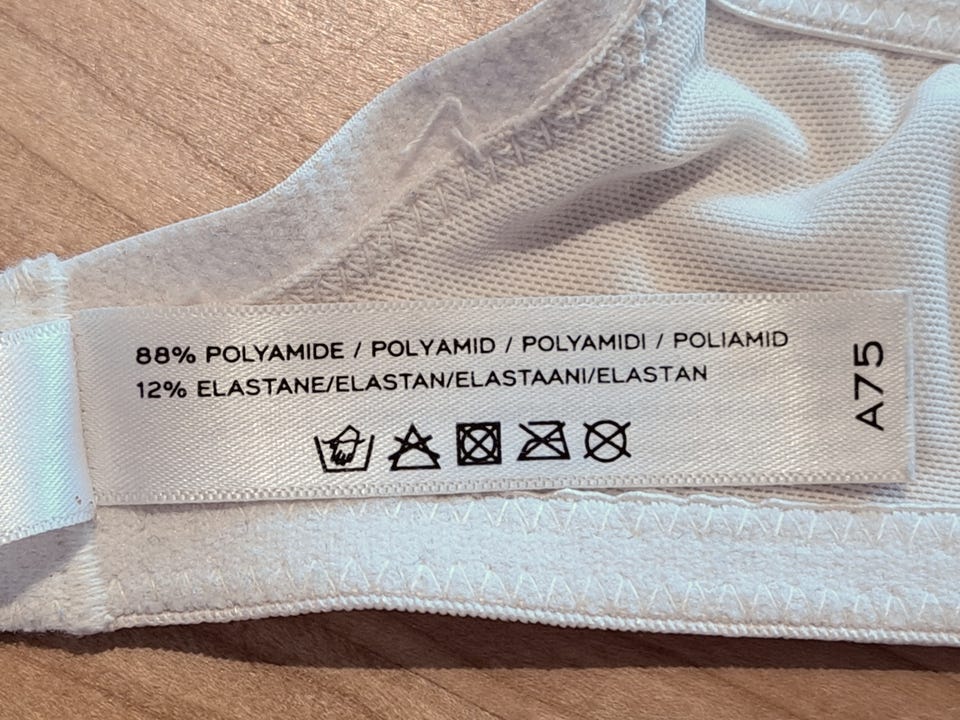 88% POLYAMIDE / POLYAMID / POLYAMIDI / POLIAMID
12% ELASTANE/ELASTAN/ELASTAANI/ELASTAN
A75